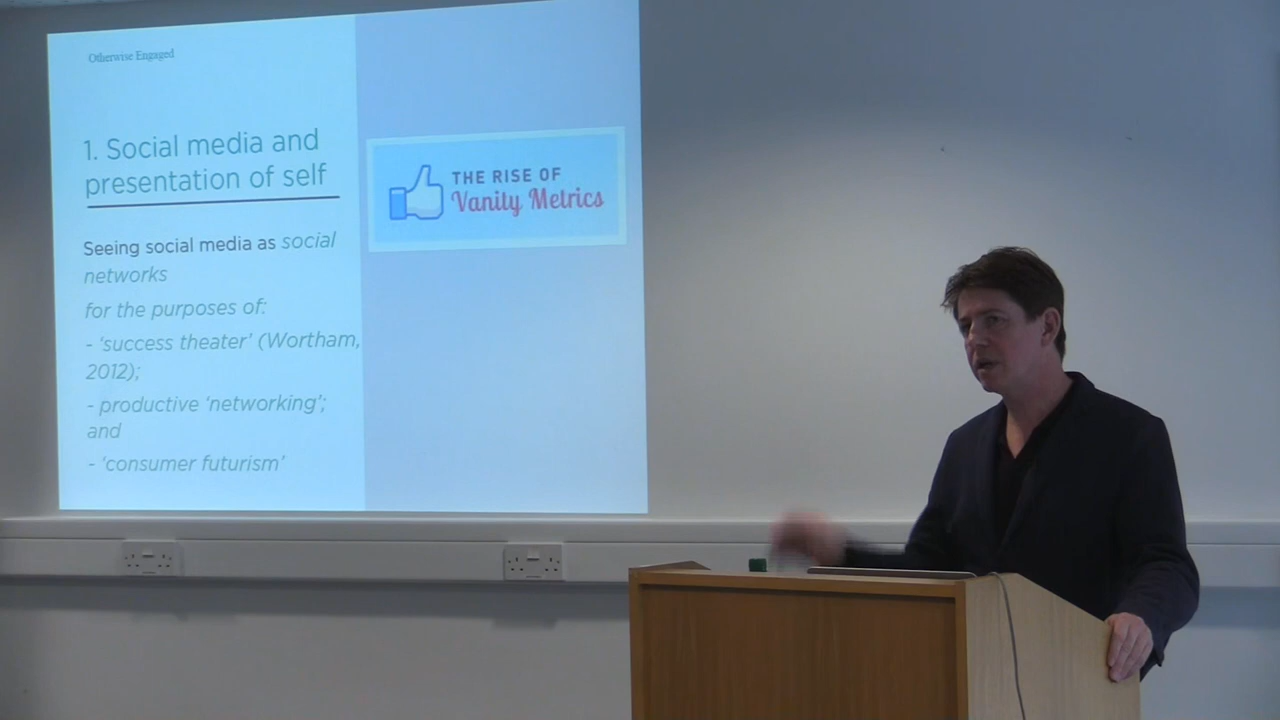 Otherwise Engaged
1. Social media and
presentation of self
Seeing social media as social
networks
for the purposes of:
- ‘success theater’ (Wortham,
2012);
- productive ‘networking’;
and
- ‘consumer futurism’
THE RISE OF
Vanity Metrics